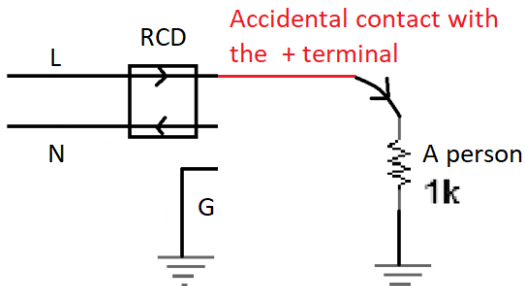 Accidental contact with
the + terminal
RCD
L
N
G
A person
1k